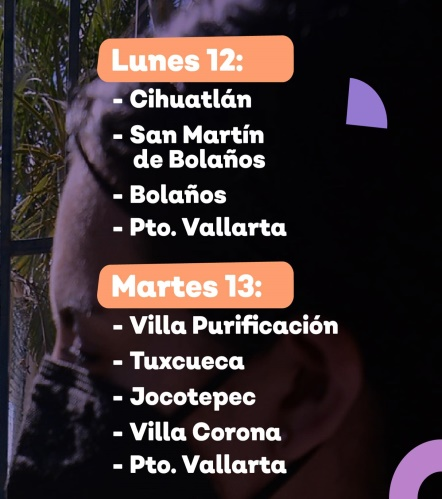 Lunes 12:
- Cihuatlán
- San Martín
de Bolaños
- Bolaños
- Pto. Vallarta
Martes 13:
- Villa Purificación
- Tuxcueca
- Jocotepec
- Villa Corona
- Pto. Vallarta